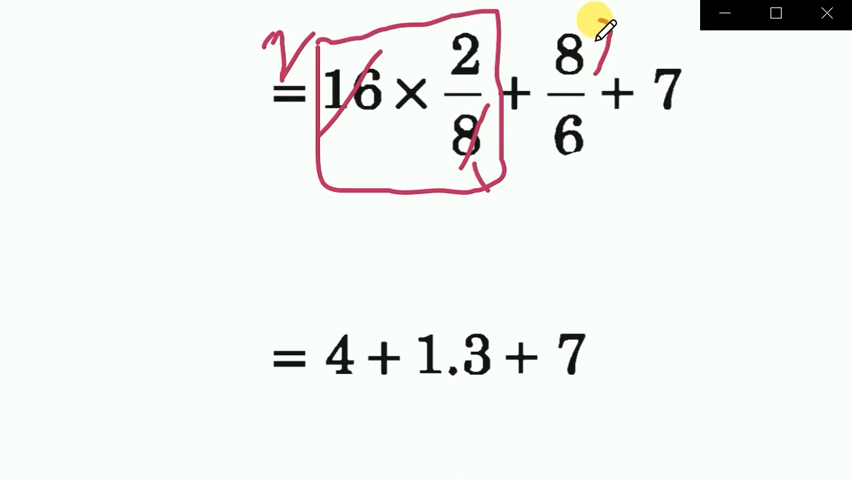 = 16 × 2/8 + 8/6 + 7
= 4 + 1.3 + 7